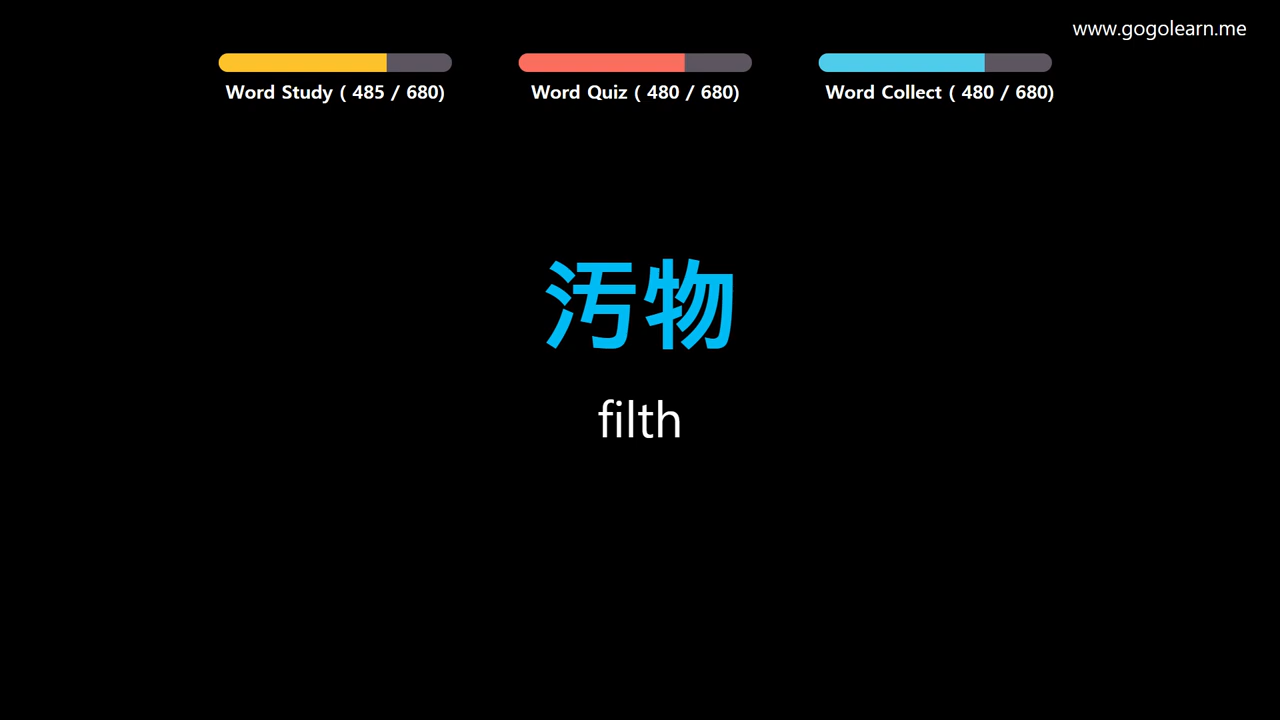 www.gogolearn.me
Word Study ( 485 / 680)
Word Quiz ( 480 / 680)
Word Collect ( 480 / 680)
汚物
filth